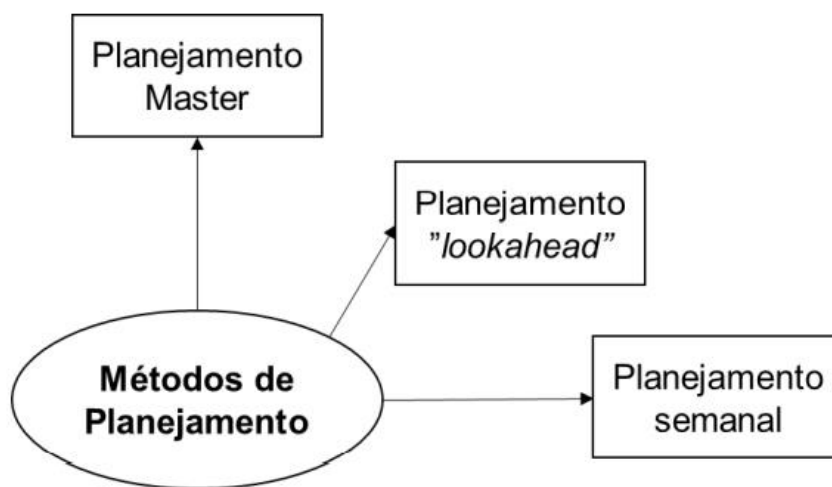 Planejamento
Master
Planejamento
”lookahead”
Métodos de
Planejamento
Planejamento
semanal